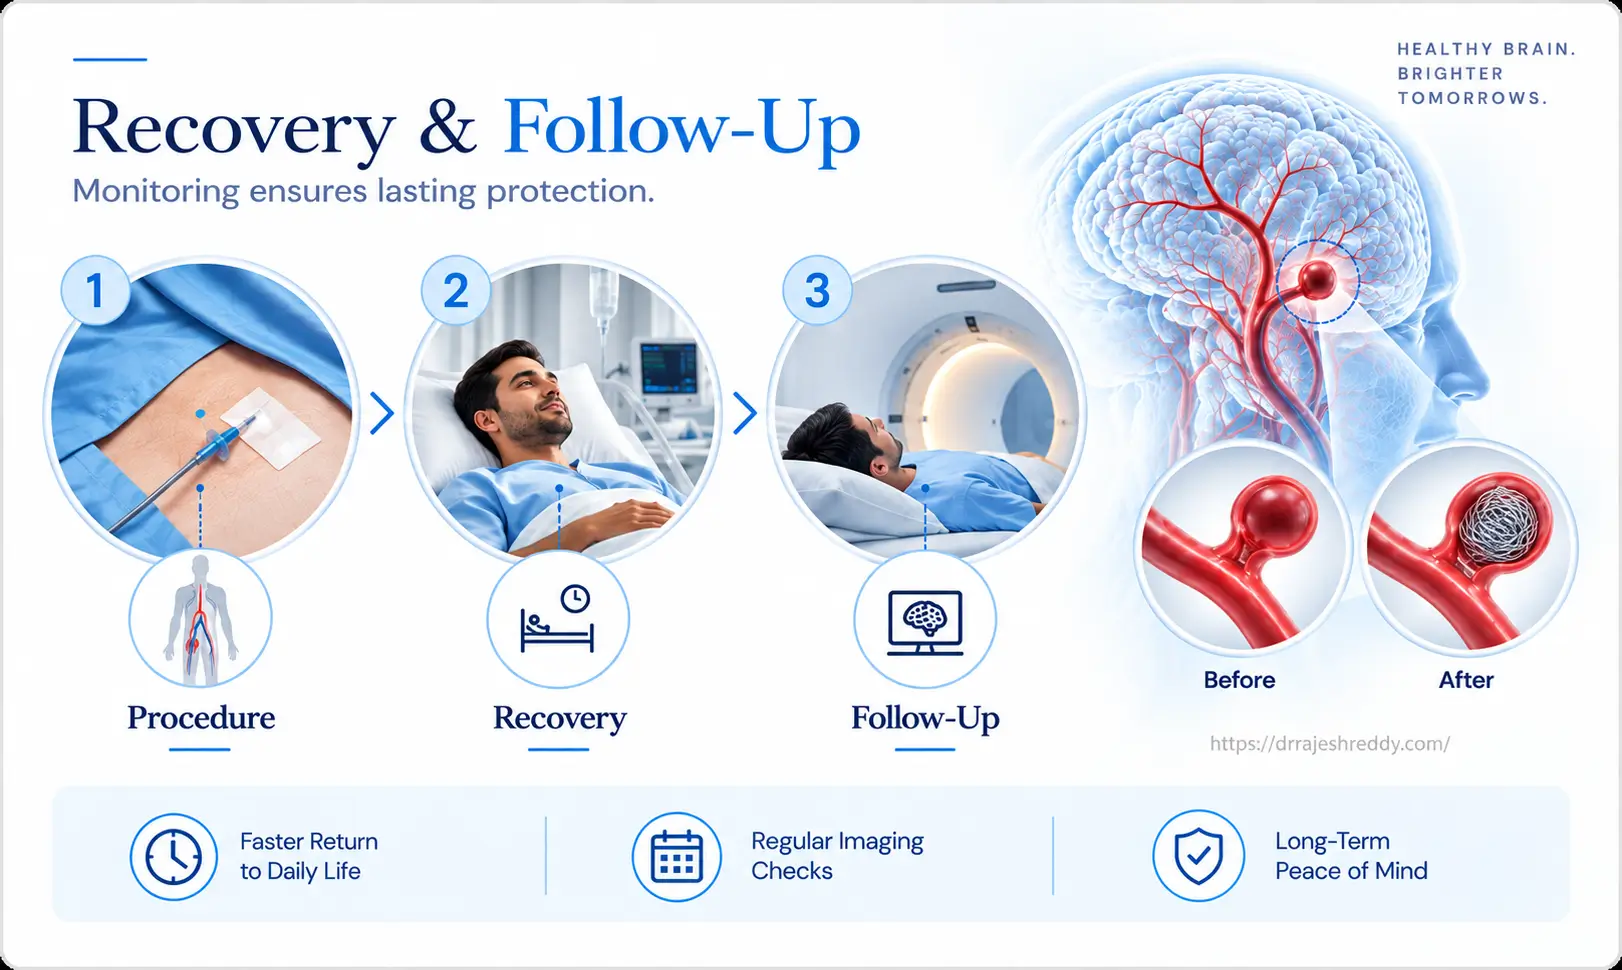 HEALTHY BRAIN.
BRIGHTER
TOMORROWS.
Recovery & Follow-Up
Monitoring ensures lasting protection.
1
2
3
Procedure
Recovery
Follow-Up
Before
After
https://drrajeshreddy.com/
Faster Return
to Daily Life
Regular Imaging
Checks
Long-Term
Peace of Mind